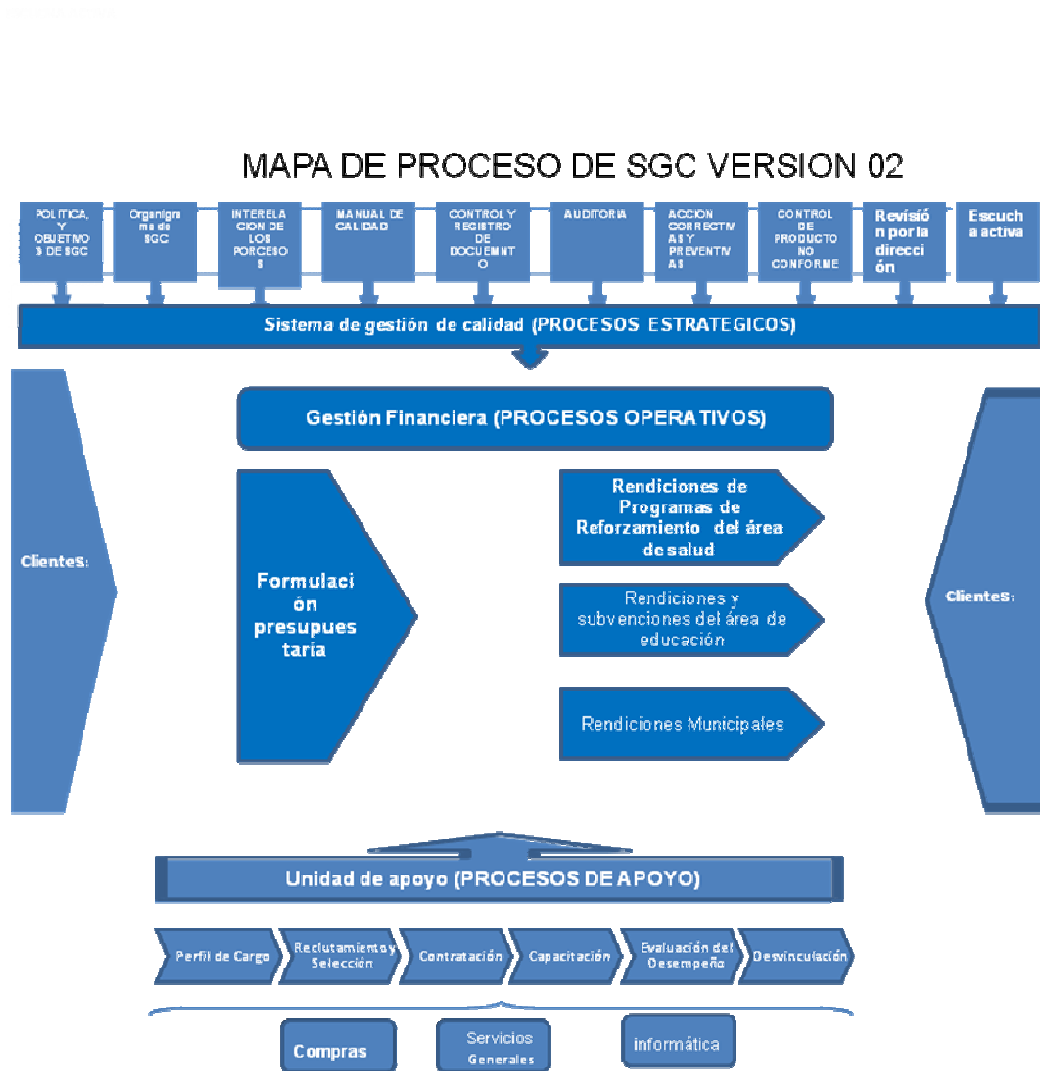 MAPA DE PROCESO DE SGC VERSION 02
POLITICA,
Y
OBJETIVO
S DE SGC
Organigra
ma de
SGC
INTERELA
CION DE
LOS
PORCESO
S
MANUAL DE
CALIDAD
CONTROL Y
REGISTRO
DE
DOCUEMNT
O
AUDITORIA
ACCION
CORRECTIV
AS Y
PREVENTIV
AS
CONTROL
DE
PRODUCTO
NO
CONFORME
Revisió
n por la
direcci
ón
Escuch
a activa
Sistema de gestión de calidad (PROCESOS ESTRATEGICOS)
Gestión Financiera (PROCESOS OPERATIVOS)
Clientes:
Formulaci
ón
presupues
taría
Rendiciones de
Programas de
Reforzamiento del área
de salud
Rendiciones y
subvenciones del área de
educación
Rendiciones Municipales
Clientes:
Unidad de apoyo (PROCESOS DE APOYO)
Perfil de Cargo
Reclutamiento y
Selección
Contratación
Capacitación
Evaluación del
Desempeño
Desvinculación
Compras
Servicios
Generales
informática